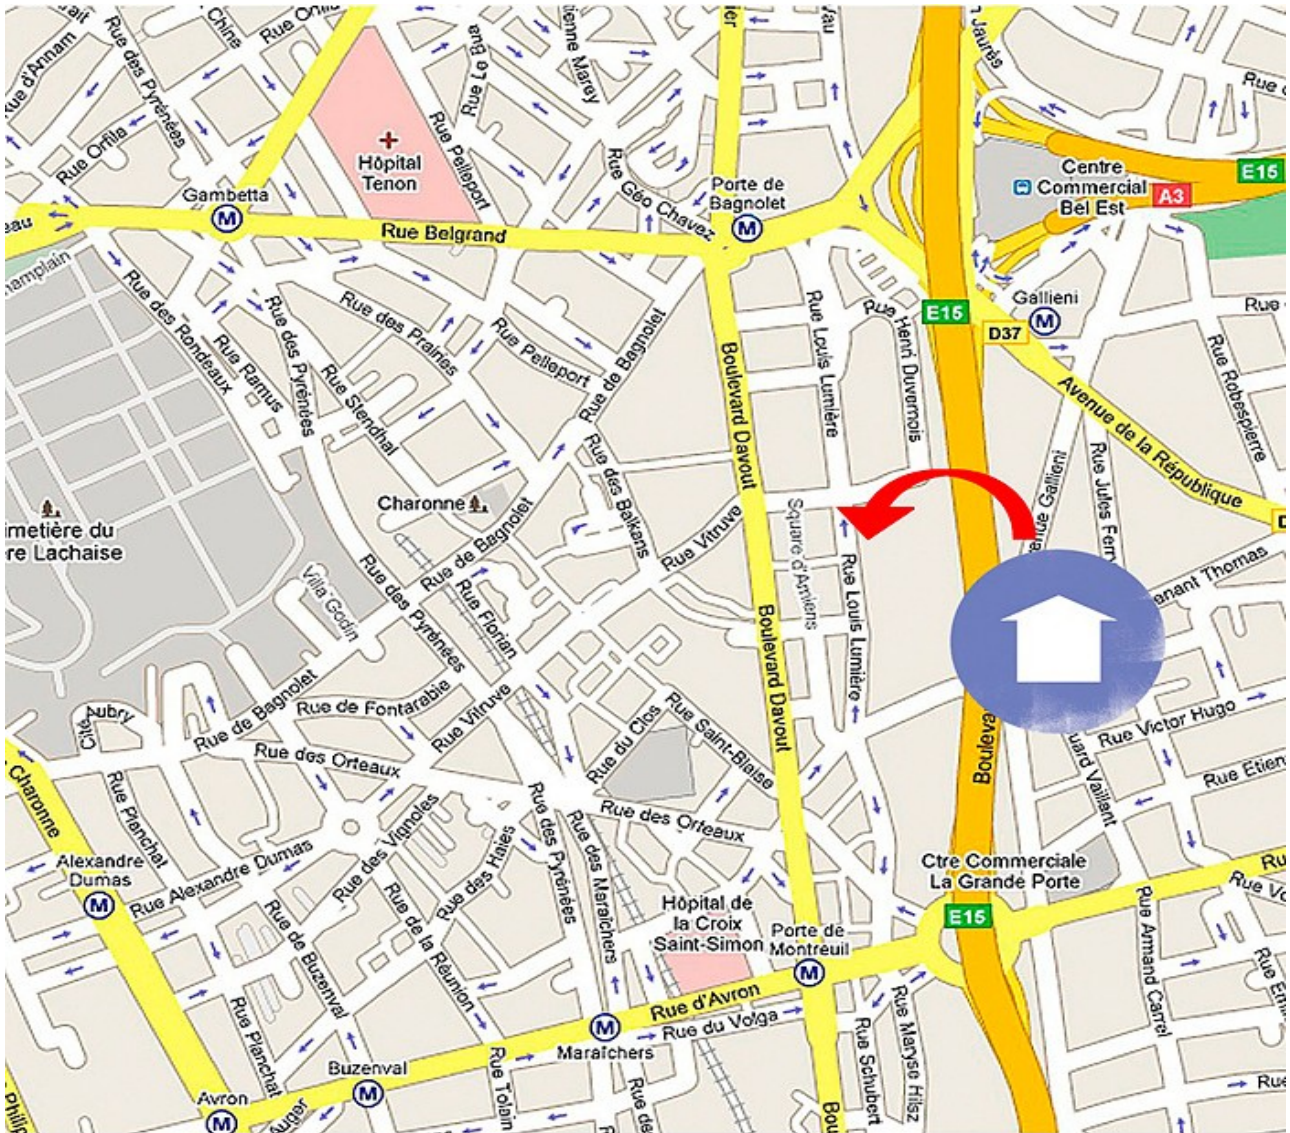 Chine
Rue des Pyrénées
Rue Orfila
Rue Pelleport
Hôpital
Tenon
Gambetta
M
Rue Belgrand
Rue Géo Chavez
Porte de
Bagnolet
M
Centre
Commercial
Bel Est
A3
E15
Gallieni
M
E15
D37
Avenue de la République
Rue Robespierre
Rue des Rondeaux
Rue Ramus
Rue des Pyrénées
Rue Stendhal
Rue des Prairies
Rue Pelleport
Rue de Bagnolet
Boulevard Davout
Rue Louis Lumière
Rue Henri Duvernois
Charonne
Rue de Bagnolet
Rue des Balkans
Rue Vitruve
Square d'Amiens
Rue Louis Lumière
Rue Jules Ferry
Villa Godin
Rue des Pyrénées
Rue Florian
Boulevard Davout
Cité Aubry
Rue de Bagnolet
Rue de Fontarabie
Rue Vitruve
Rue des Orteaux
Rue du Clos
Rue Saint-Blaise
Rue Victor Hugo
Charonne
Rue Planchat
Alexandre
Dumas
M
Rue Alexandre Dumas
Rue des Vignoles
Rue des Haies
Rue des Pyrénées
Rue des Maraîchers
Rue des Orteaux
Ctre Commerciale
La Grande Porte
E15
Rue de Buzenval
Rue de la Réunion
Hôpital de
la Croix
Saint-Simon
Porte de
Montreuil
M
Rue Armand Carrel
Rue Planchat
Rue d'Avron
Rue du Volga
Maraîchers
M
Buzenval
M
Avron
M
Rue Tolain
Rue Schubert
Rue Maryse Hilsz